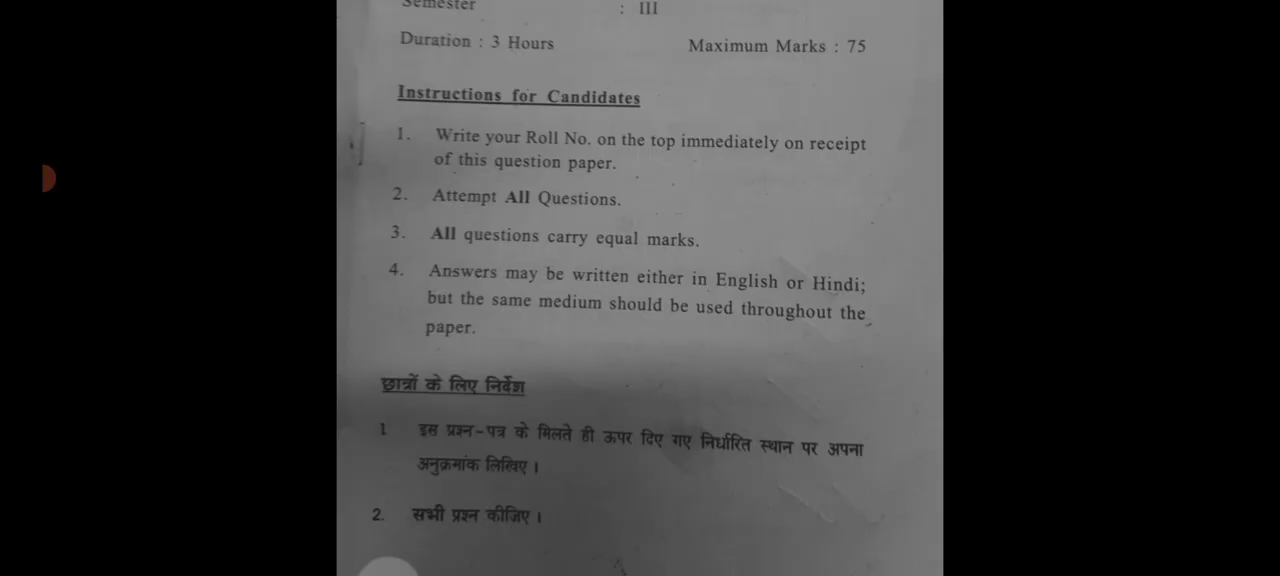 Semester : III
Duration : 3 Hours Maximum Marks : 75
Instructions for Candidates
1. Write your Roll No. on the top immediately on receipt
of this question paper.
2. Attempt All Questions.
3. All questions carry equal marks.
4. Answers may be written either in English or Hindi;
but the same medium should be used throughout the
paper.
छात्रों के लिए निर्देश
1 इस प्रश्न-पत्र के मिलते ही ऊपर दिए गए निर्धारित स्थान पर अपना
अनुक्रमांक लिखिए।
2. सभी प्रश्न कीजिए।